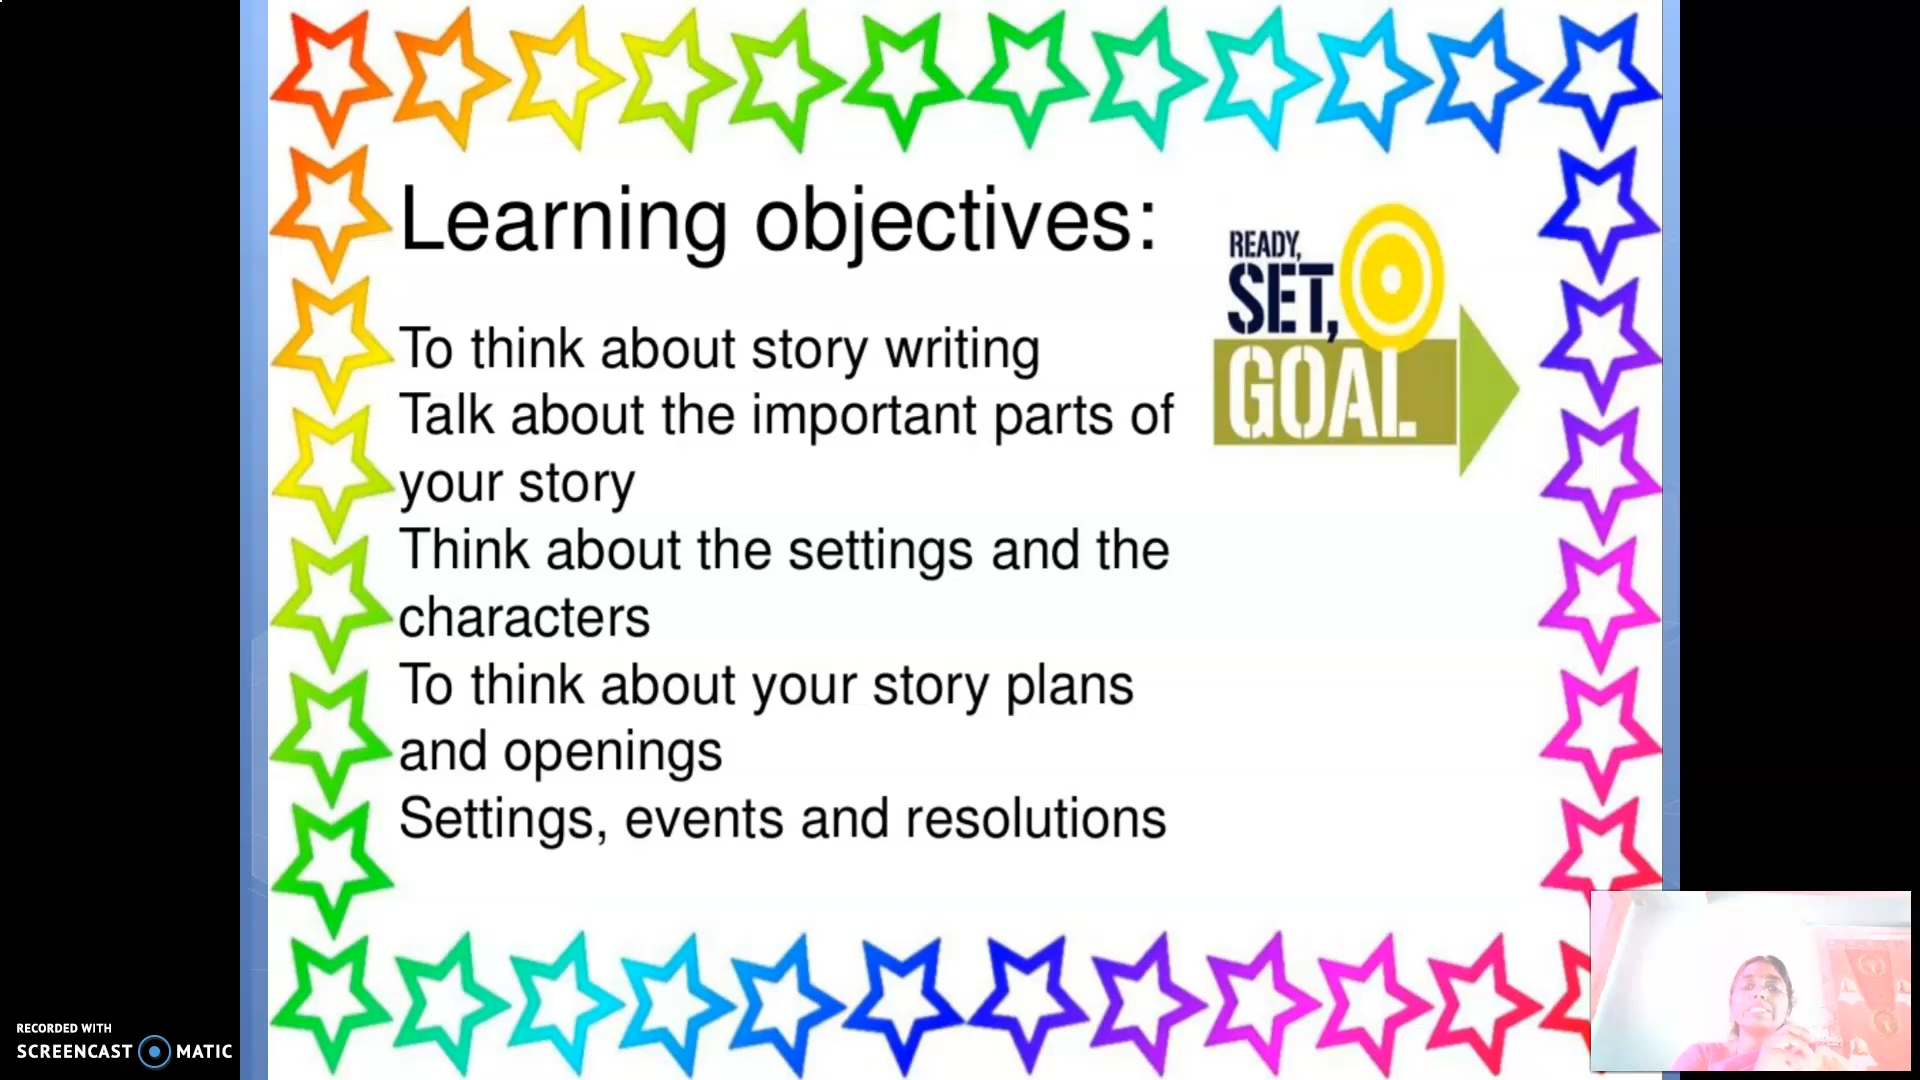 Learning objectives:
READY,
SET,
GOAL
To think about story writing
Talk about the important parts of
your story
Think about the settings and the
characters
To think about your story plans
and openings
Settings, events and resolutions
RECORDED WITH
SCREENCAST MATIC